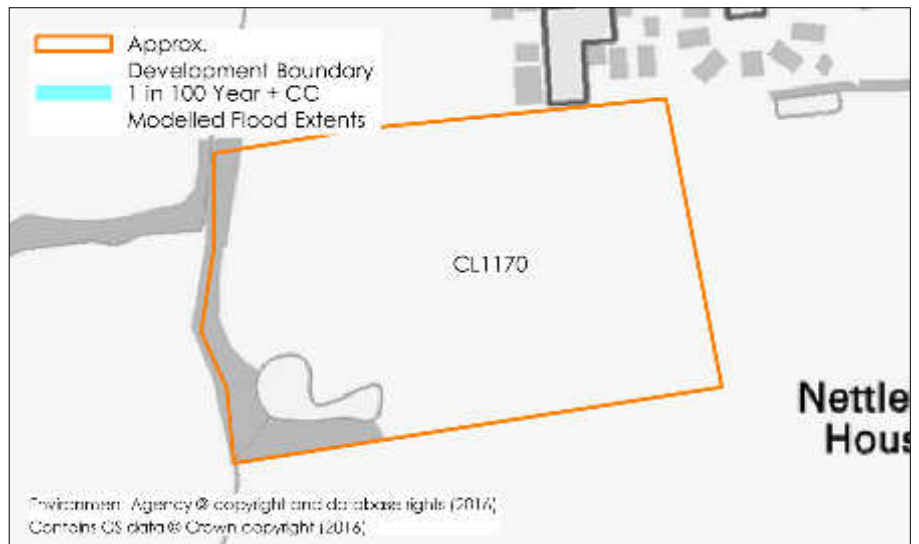 Approx.
Development Boundary
1 in 100 Year + CC
Modelled Flood Extents
CL1170
Nettle
Hous
Environment Agency © copyright and database rights (2016)
Contains OS data © Crown copyright (2016)